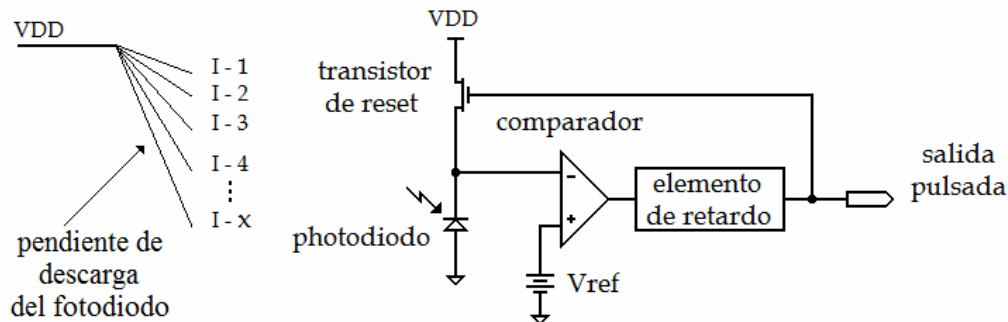 VDD
I - 1
I - 2
I - 3
I - 4
I - x
pendiente de
descarga
del fotodiodo
VDD
transistor
de reset
comparador
-
+
photodiodo
Vref
elemento
de retardo
salida
pulsada